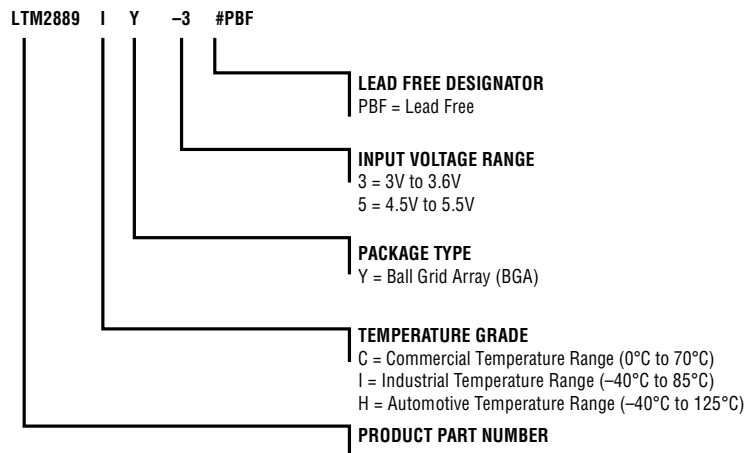 LTM2889 I Y –3 #PBF
LEAD FREE DESIGNATOR
PBF = Lead Free
INPUT VOLTAGE RANGE
3 = 3V to 3.6V
5 = 4.5V to 5.5V
PACKAGE TYPE
Y = Ball Grid Array (BGA)
TEMPERATURE GRADE
C = Commercial Temperature Range (0°C to 70°C)
I = Industrial Temperature Range (–40°C to 85°C)
H = Automotive Temperature Range (–40°C to 125°C)
PRODUCT PART NUMBER